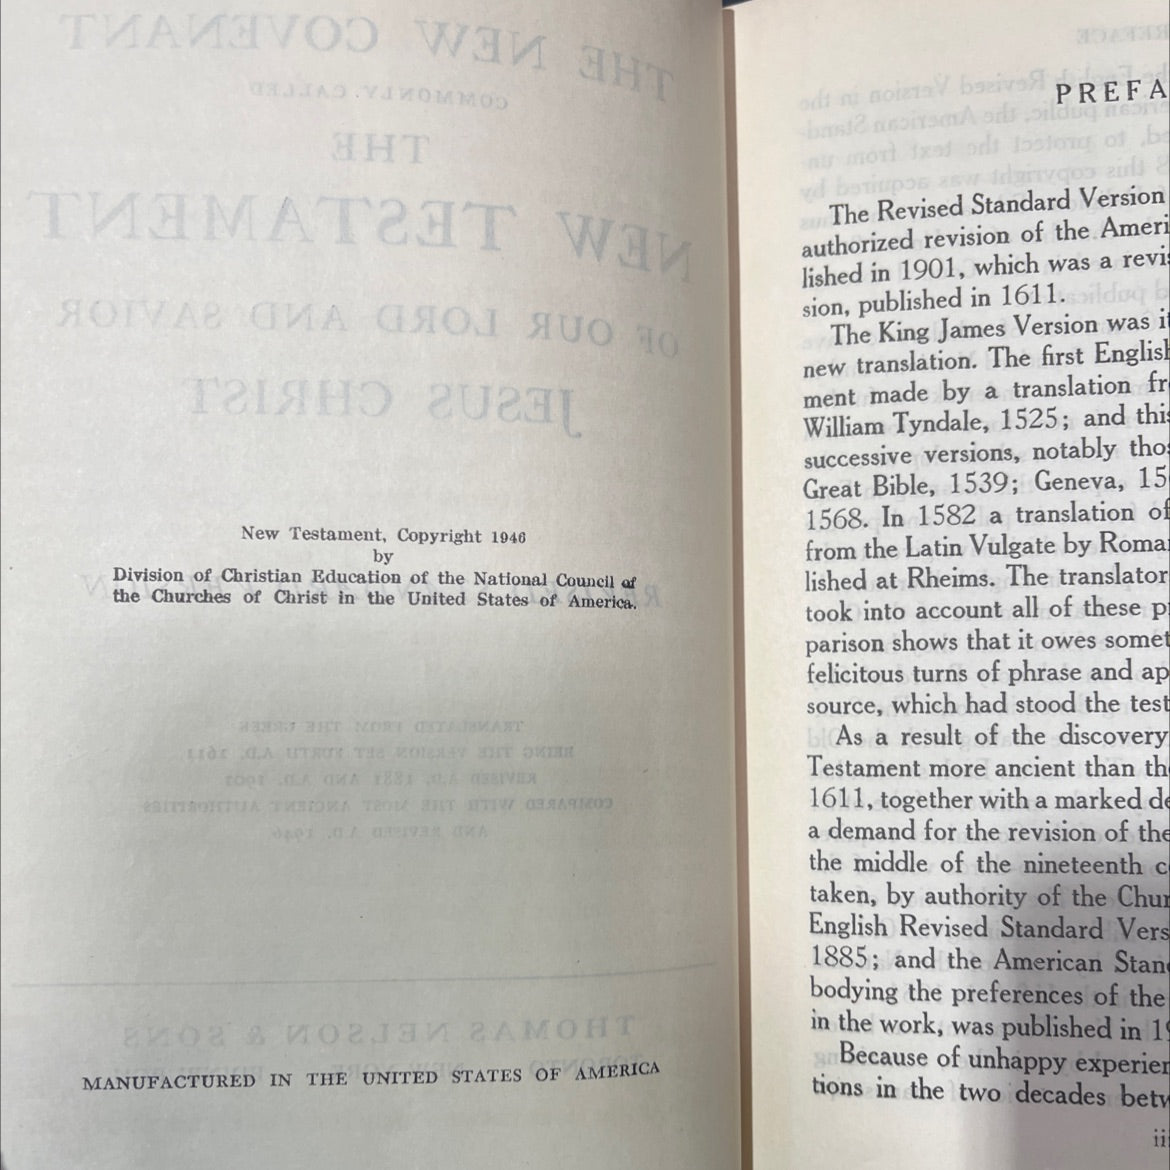 New Testament, Copyright 1946
by
Division of Christian Education of the National Council of
the Churches of Christ in the United States of America.
MANUFACTURED IN THE UNITED STATES OF AMERICA
PREFA
The Revised Standard Version
authorized revision of the Ameri
lished in 1901, which was a revis
sion, published in 1611.
The King James Version was it
new translation. The first English
ment made by a translation fr
William Tyndale, 1525; and this
successive versions, notably thos
Great Bible, 1539; Geneva, 15
1568. In 1582 a translation of
from the Latin Vulgate by Roma
lished at Rheims. The translator
took into account all of these p
parison shows that it owes somet
felicitous turns of phrase and ap
source, which had stood the test
As a result of the discovery
Testament more ancient than th
1611, together with a marked de
a demand for the revision of the
the middle of the nineteenth c
taken, by authority of the Chur
English Revised Standard Vers
1885; and the American Stan
bodying the preferences of the
in the work, was published in 19
Because of unhappy experien
tions in the two decades betw
iii